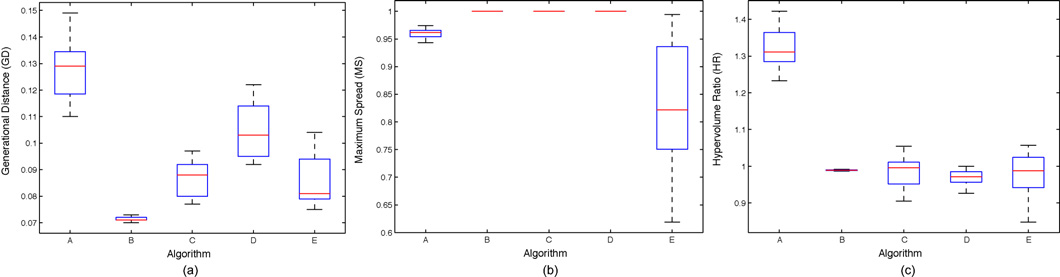 Generational Distance (GD)
0.15
0.14
0.13
0.12
0.11
0.1
0.09
0.08
0.07
A B C D E
Algorithm
(a)
Maximum Spread (MS)
1
0.95
0.9
0.85
0.8
0.75
0.7
0.65
0.6
A B C D E
Algorithm
(b)
Hypervolume Ratio (HR)
1.4
1.3
1.2
1.1
1
0.9
A B C D E
Algorithm
(c)